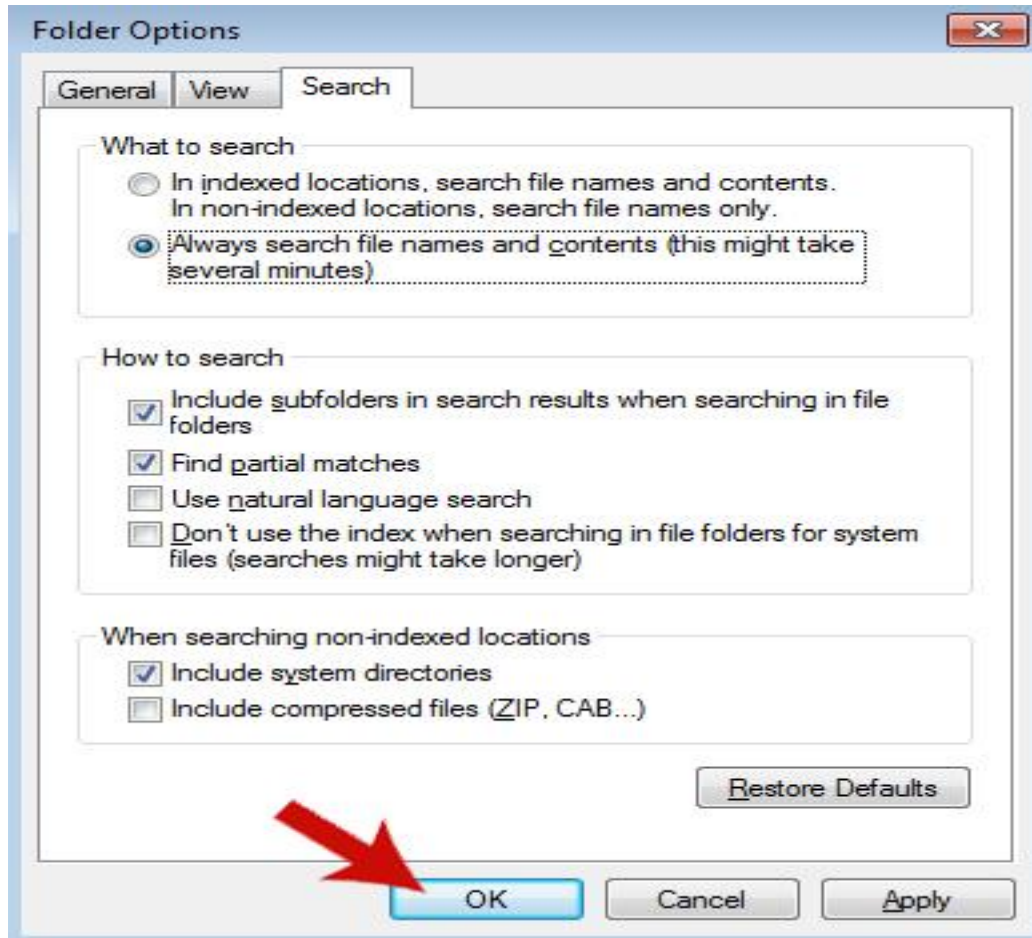 Folder Options
General View Search
What to search
In indexed locations, search file names and contents.
In non-indexed locations, search file names only.
Always search file names and contents (this might take
several minutes)
How to search
Include subfolders in search results when searching in file
folders
Find partial matches
Use natural language search
Don't use the index when searching in file folders for system
files (searches might take longer)
When searching non-indexed locations
Include system directories
Include compressed files (ZIP, CAB...)
Restore Defaults
OK Cancel Apply